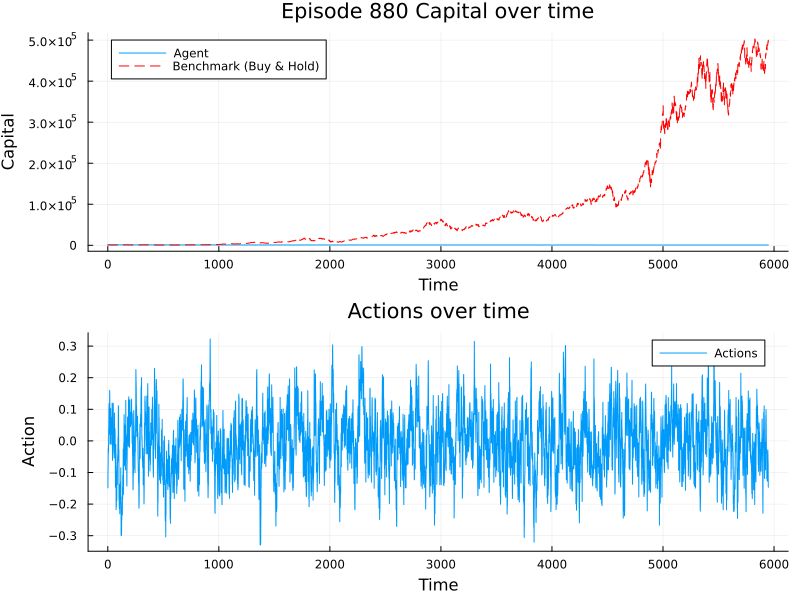 Episode 880 Capital over time
Capital
5.0×10⁵
4.0×10⁵
3.0×10⁵
2.0×10⁵
1.0×10⁵
0
Agent
Benchmark (Buy & Hold)
0 1000 2000 3000 4000 5000 6000
Time
Actions over time
Action
0.3
0.2
0.1
0.0
−0.1
−0.2
−0.3
Actions
0 1000 2000 3000 4000 5000 6000
Time